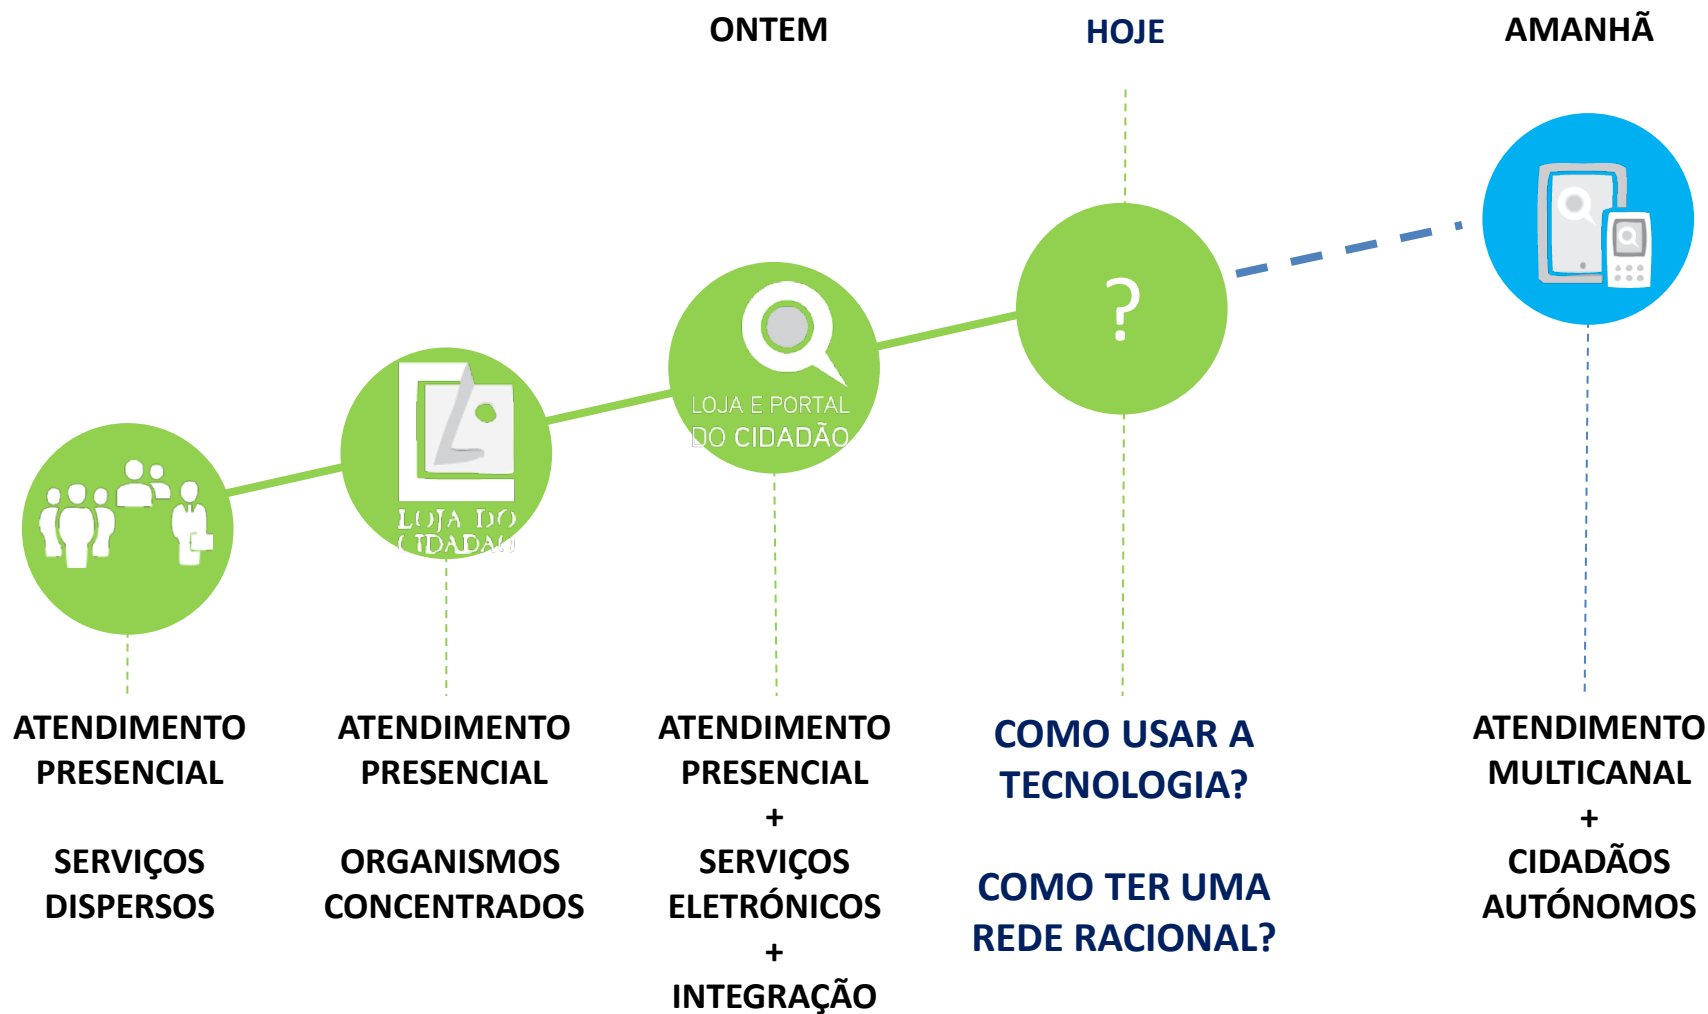 ONTEM
HOJE
AMANHÃ
?
LOJA E PORTAL
DO CIDADÃO
LOJA DO
CIDADAO
ATENDIMENTO
PRESENCIAL
SERVIÇOS
DISPERSOS
ATENDIMENTO
PRESENCIAL
ORGANISMOS
CONCENTRADOS
ATENDIMENTO
PRESENCIAL
+
SERVIÇOS
ELETRÓNICOS
+
INTEGRAÇÃO
COMO USAR A
TECNOLOGIA?
COMO TER UMA
REDE RACIONAL?
ATENDIMENTO
MULTICANAL
+
CIDADÃOS
AUTÓNOMOS